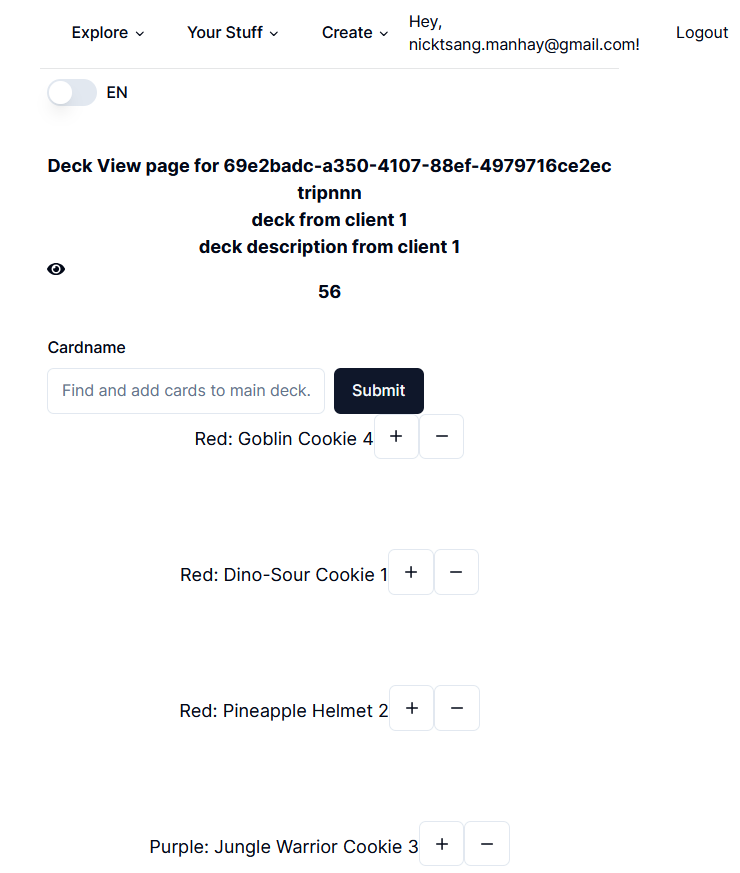 Explore Your Stuff Create Hey, nicktsang.manhay@gmail.com! Logout
EN
Deck View page for 69e2badc-a350-4107-88ef-4979716ce2ec
tripnnn
deck from client 1
deck description from client 1
56
Cardname
Find and add cards to main deck. Submit
Red: Goblin Cookie 4 + −
Red: Dino-Sour Cookie 1 + −
Red: Pineapple Helmet 2 + −
Purple: Jungle Warrior Cookie 3 + −